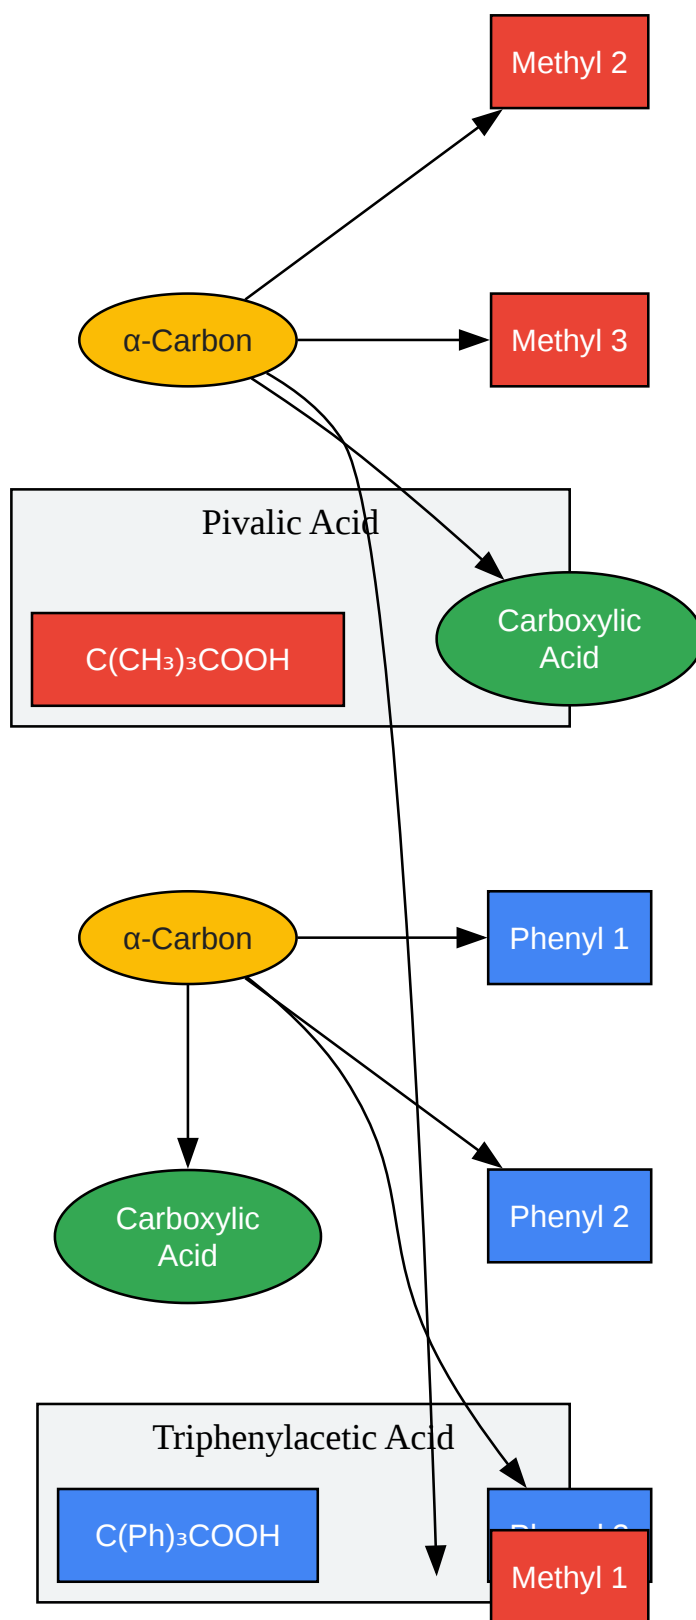 Methyl 2
α-Carbon
Methyl 3
Pivalic Acid
C(CH₃)₃COOH
Carboxylic
Acid
α-Carbon
Phenyl 1
Carboxylic
Acid
Phenyl 2
Triphenylacetic Acid
C(Ph)₃COOH
Methyl 1